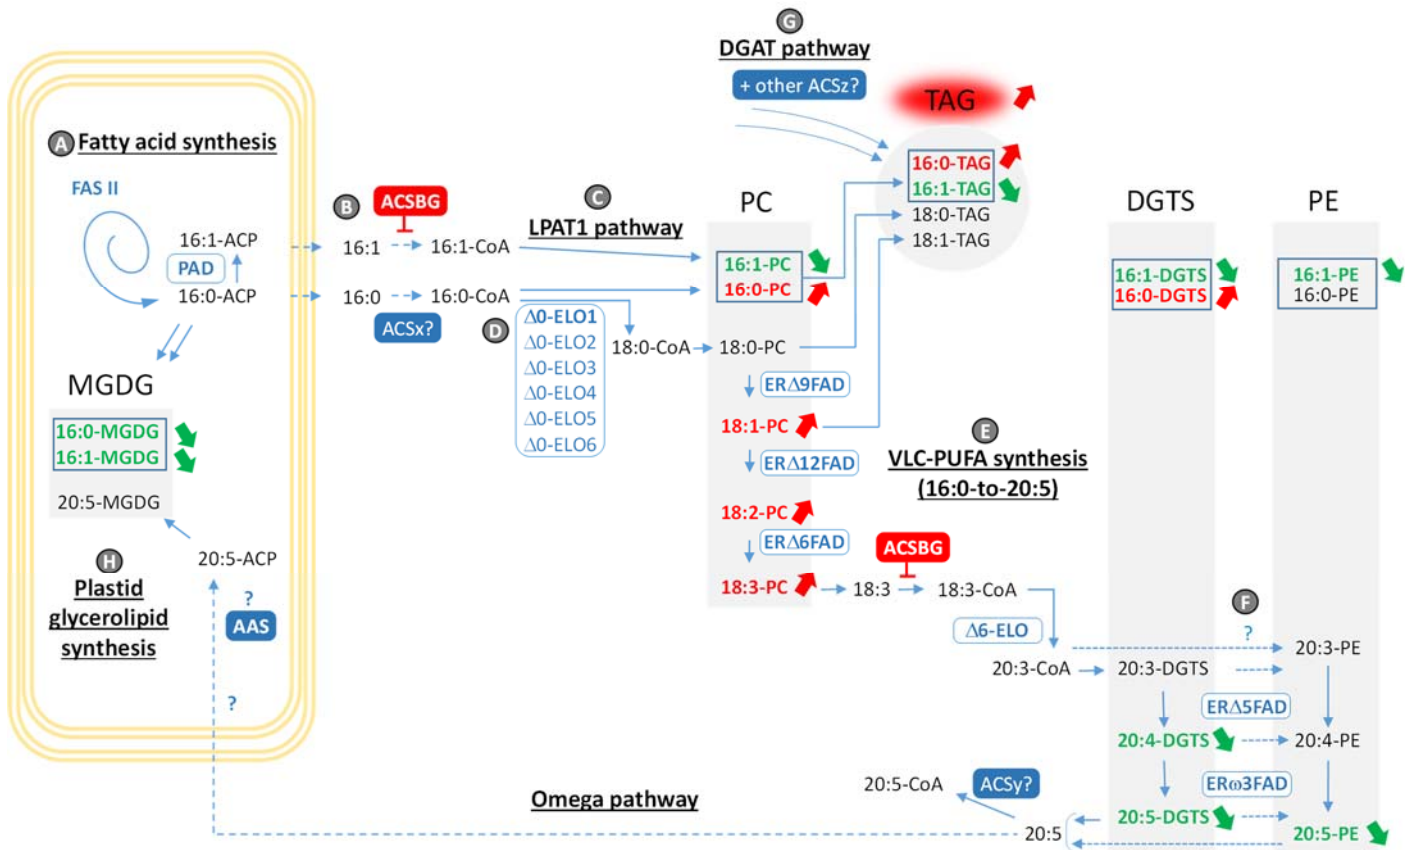 G
DGAT pathway
+ other ACSz?
TAG
A Fatty acid synthesis
FAS II
16:1-ACP
PAD
16:0-ACP
MGDG
16:0-MGDG
16:1-MGDG
20:5-MGDG
20:5-ACP
H
Plastid
glycerolipid
synthesis
?
AAS
?
B
ACSBG
16:1
16:1-CoA
16:0
16:0-CoA
ACSx?
C
LPAT1 pathway
D
Δ0-ELO1
Δ0-ELO2
Δ0-ELO3
Δ0-ELO4
Δ0-ELO5
Δ0-ELO6
18:0-CoA
PC
16:1-PC
16:0-PC
18:0-PC
ERΔ9FAD
18:1-PC
ERΔ12FAD
18:2-PC
ERΔ6FAD
18:3-PC
16:0-TAG
16:1-TAG
18:0-TAG
18:1-TAG
E
VLC-PUFA synthesis
(16:0-to-20:5)
ACSBG
18:3
18:3-CoA
Δ6-ELO
20:3-CoA
DGTS
16:1-DGTS
16:0-DGTS
20:3-DGTS
20:4-DGTS
20:5-DGTS
PE
16:1-PE
16:0-PE
F
?
20:3-PE
ERΔ5FAD
20:4-PE
ERω3FAD
20:5-PE
20:5-CoA
ACSy?
20:5
Omega pathway